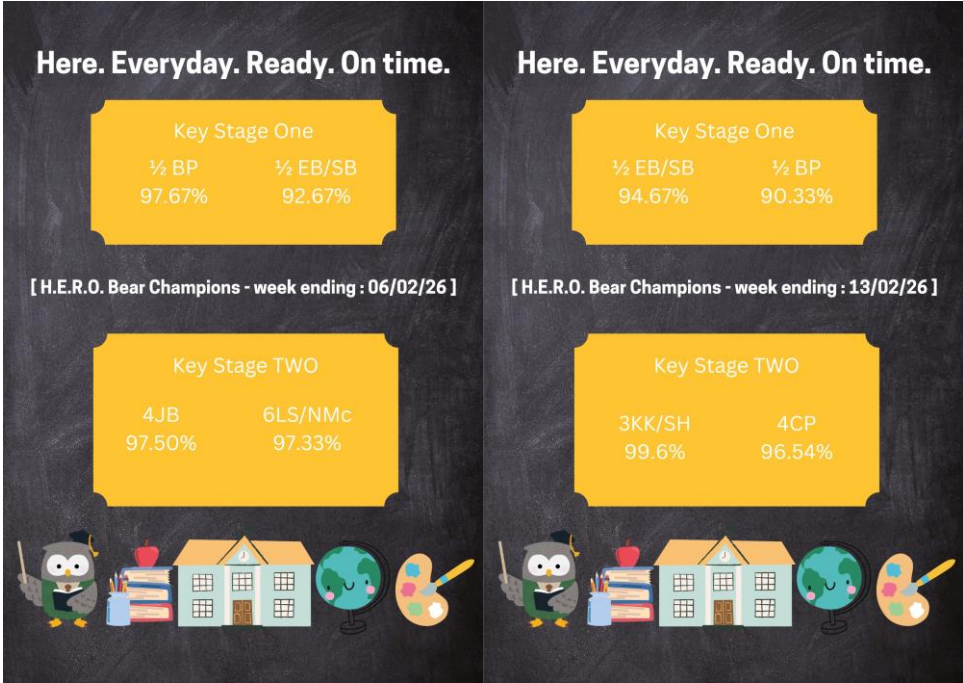 Here. Everyday. Ready. On time.
Key Stage One
½ BP ½ EB/SB
97.67% 92.67%
[ H.E.R.O. Bear Champions - week ending : 06/02/26 ]
Key Stage TWO
4JB 6LS/NMc
97.50% 97.33%
Here. Everyday. Ready. On time.
Key Stage One
½ EB/SB ½ BP
94.67% 90.33%
[ H.E.R.O. Bear Champions - week ending : 13/02/26 ]
Key Stage TWO
3KK/SH 4CP
99.6% 96.54%